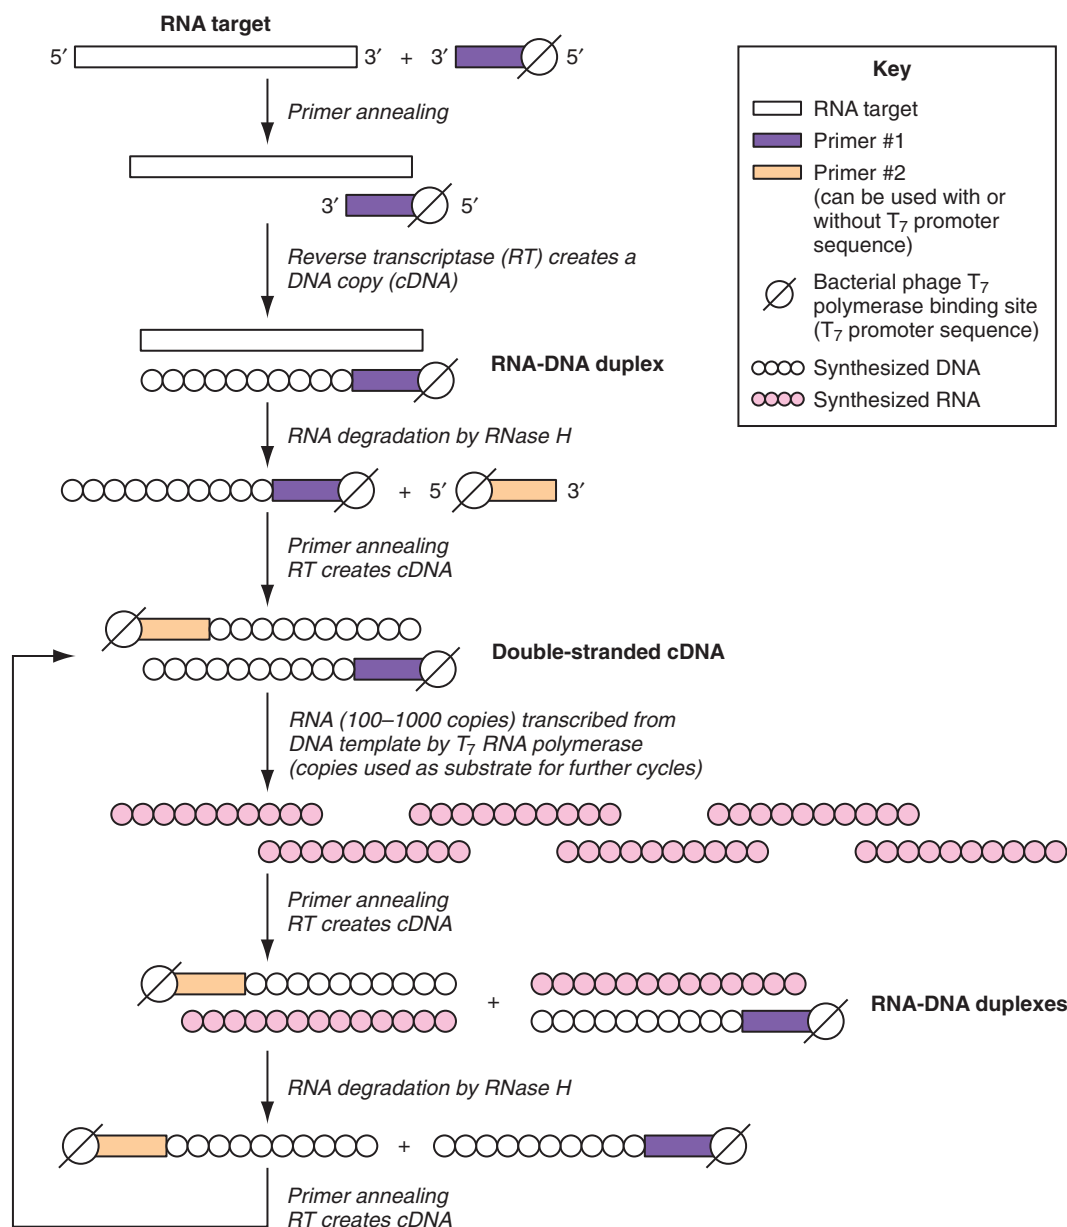 RNA target
5′ 3′ + 3′ 5′
Primer annealing
3′ 5′
Reverse transcriptase (RT) creates a
DNA copy (cDNA)
RNA-DNA duplex
RNA degradation by RNase H
+ 5′ 3′
Primer annealing
RT creates cDNA
Double-stranded cDNA
RNA (100–1000 copies) transcribed from
DNA template by T₇ RNA polymerase
(copies used as substrate for further cycles)
Primer annealing
RT creates cDNA
+
RNA-DNA duplexes
RNA degradation by RNase H
+
Primer annealing
RT creates cDNA
Key
RNA target
Primer #1
Primer #2
(can be used with or
without T₇ promoter
sequence)
Bacterial phage T₇
polymerase binding site
(T₇ promoter sequence)
Synthesized DNA
Synthesized RNA